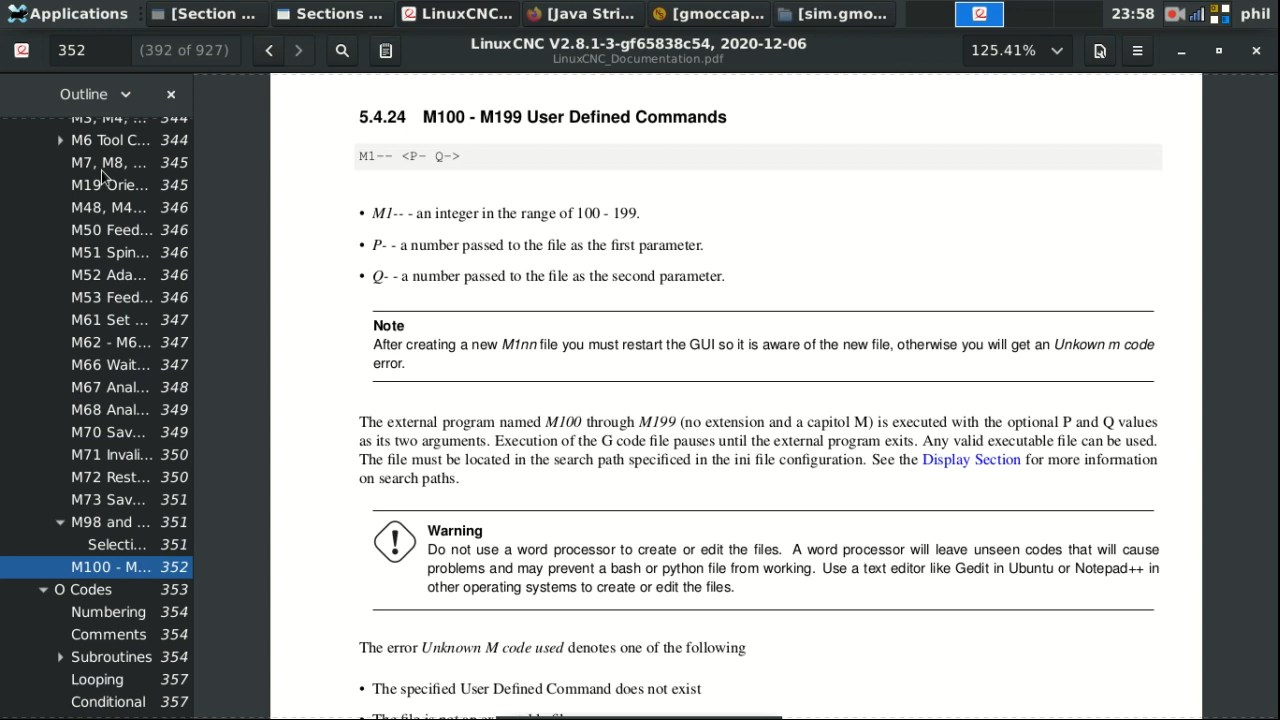 Applications
[Section ...
Sections ...
LinuxCNC...
[Java Stri...
[gmoccap...
[sim.gmo...
23:58
phil
352
(392 of 927)
LinuxCNC V2.8.1-3-gf65838c54, 2020-12-06
LinuxCNC_Documentation.pdf
125.41%
Outline
M3, M4, ... 344
M6 Tool C... 344
M7, M8, ... 345
M19 Orie... 345
M48, M4... 346
M50 Feed... 346
M51 Spin... 346
M52 Ada... 346
M53 Feed... 346
M61 Set ... 347
M62 - M6... 347
M66 Wait... 347
M67 Anal... 348
M68 Anal... 349
M70 Sav... 349
M71 Invali... 350
M72 Rest... 350
M73 Sav... 351
M98 and ... 351
Selecti... 351
M100 - M... 352
O Codes 353
Numbering 354
Comments 354
Subroutines 354
Looping 357
Conditional 357
5.4.24 M100 - M199 User Defined Commands
M1-- <P- Q->
• M1-- - an integer in the range of 100 - 199.
• P- - a number passed to the file as the first parameter.
• Q- - a number passed to the file as the second parameter.
Note
After creating a new M1nn file you must restart the GUI so it is aware of the new file, otherwise you will get an Unkown m code
error.
The external program named M100 through M199 (no extension and a capitol M) is executed with the optional P and Q values
as its two arguments. Execution of the G code file pauses until the external program exits. Any valid executable file can be used.
The file must be located in the search path specificed in the ini file configuration. See the Display Section for more information
on search paths.
Warning
Do not use a word processor to create or edit the files. A word processor will leave unseen codes that will cause
problems and may prevent a bash or python file from working. Use a text editor like Gedit in Ubuntu or Notepad++ in
other operating systems to create or edit the files.
The error Unknown M code used denotes one of the following
• The specified User Defined Command does not exist
• The file is not an